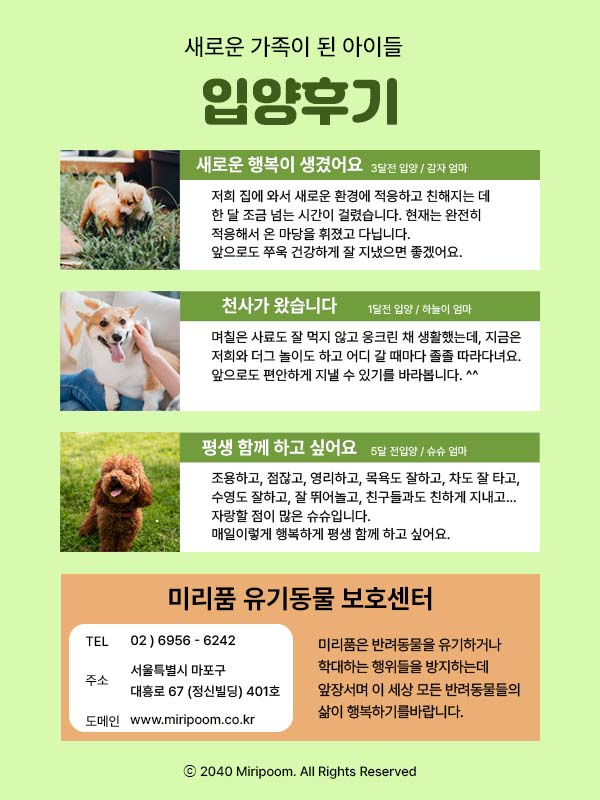 새로운 가족이 된 아이들
입양후기
새로운 행복이 생겼어요 3달전 입양 / 감자 엄마
저희 집에 와서 새로운 환경에 적응하고 친해지는 데
한 달 조금 넘는 시간이 걸렸습니다. 현재는 완전히
적응해서 온 마당을 휘젔고 다닙니다.
앞으로도 쭈욱 건강하게 잘 지냈으면 좋겠어요.
천사가 왔습니다 1달전 입양 / 하늘이 엄마
며칠은 사료도 잘 먹지 않고 웅크린 채 생활했는데, 지금은
저희와 더그 놀이도 하고 어디 갈 때마다 졸졸 따라다녀요.
앞으로도 편안하게 지낼 수 있기를 바라봅니다. ^^
평생 함께 하고 싶어요 5달 전입양 / 슈슈 엄마
조용하고, 점잖고, 영리하고, 목욕도 잘하고, 차도 잘 타고,
수영도 잘하고, 잘 뛰어놀고, 친구들과도 친하게 지내고...
자랑할 점이 많은 슈슈입니다.
매일이렇게 행복하게 평생 함께 하고 싶어요.
미리품 유기동물 보호센터
TEL 02 ) 6956 - 6242
주소 서울특별시 마포구
대흥로 67 (정신빌딩) 401호
도메인 www.miripoom.co.kr
미리품은 반려동물을 유기하거나
학대하는 행위들을 방지하는데
앞장서며 이 세상 모든 반려동물들의
삶이 행복하기를바랍니다.
ⓒ 2040 Miripoom. All Rights Reserved